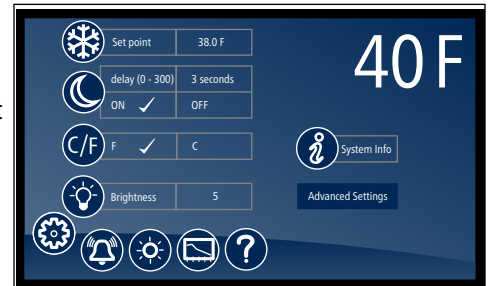 Set point 38.0 F
40 F
delay (0 - 300) 3 seconds
ON ✓ OFF
C/F F ✓ C
i System Info
Brightness 5
Advanced Settings
?